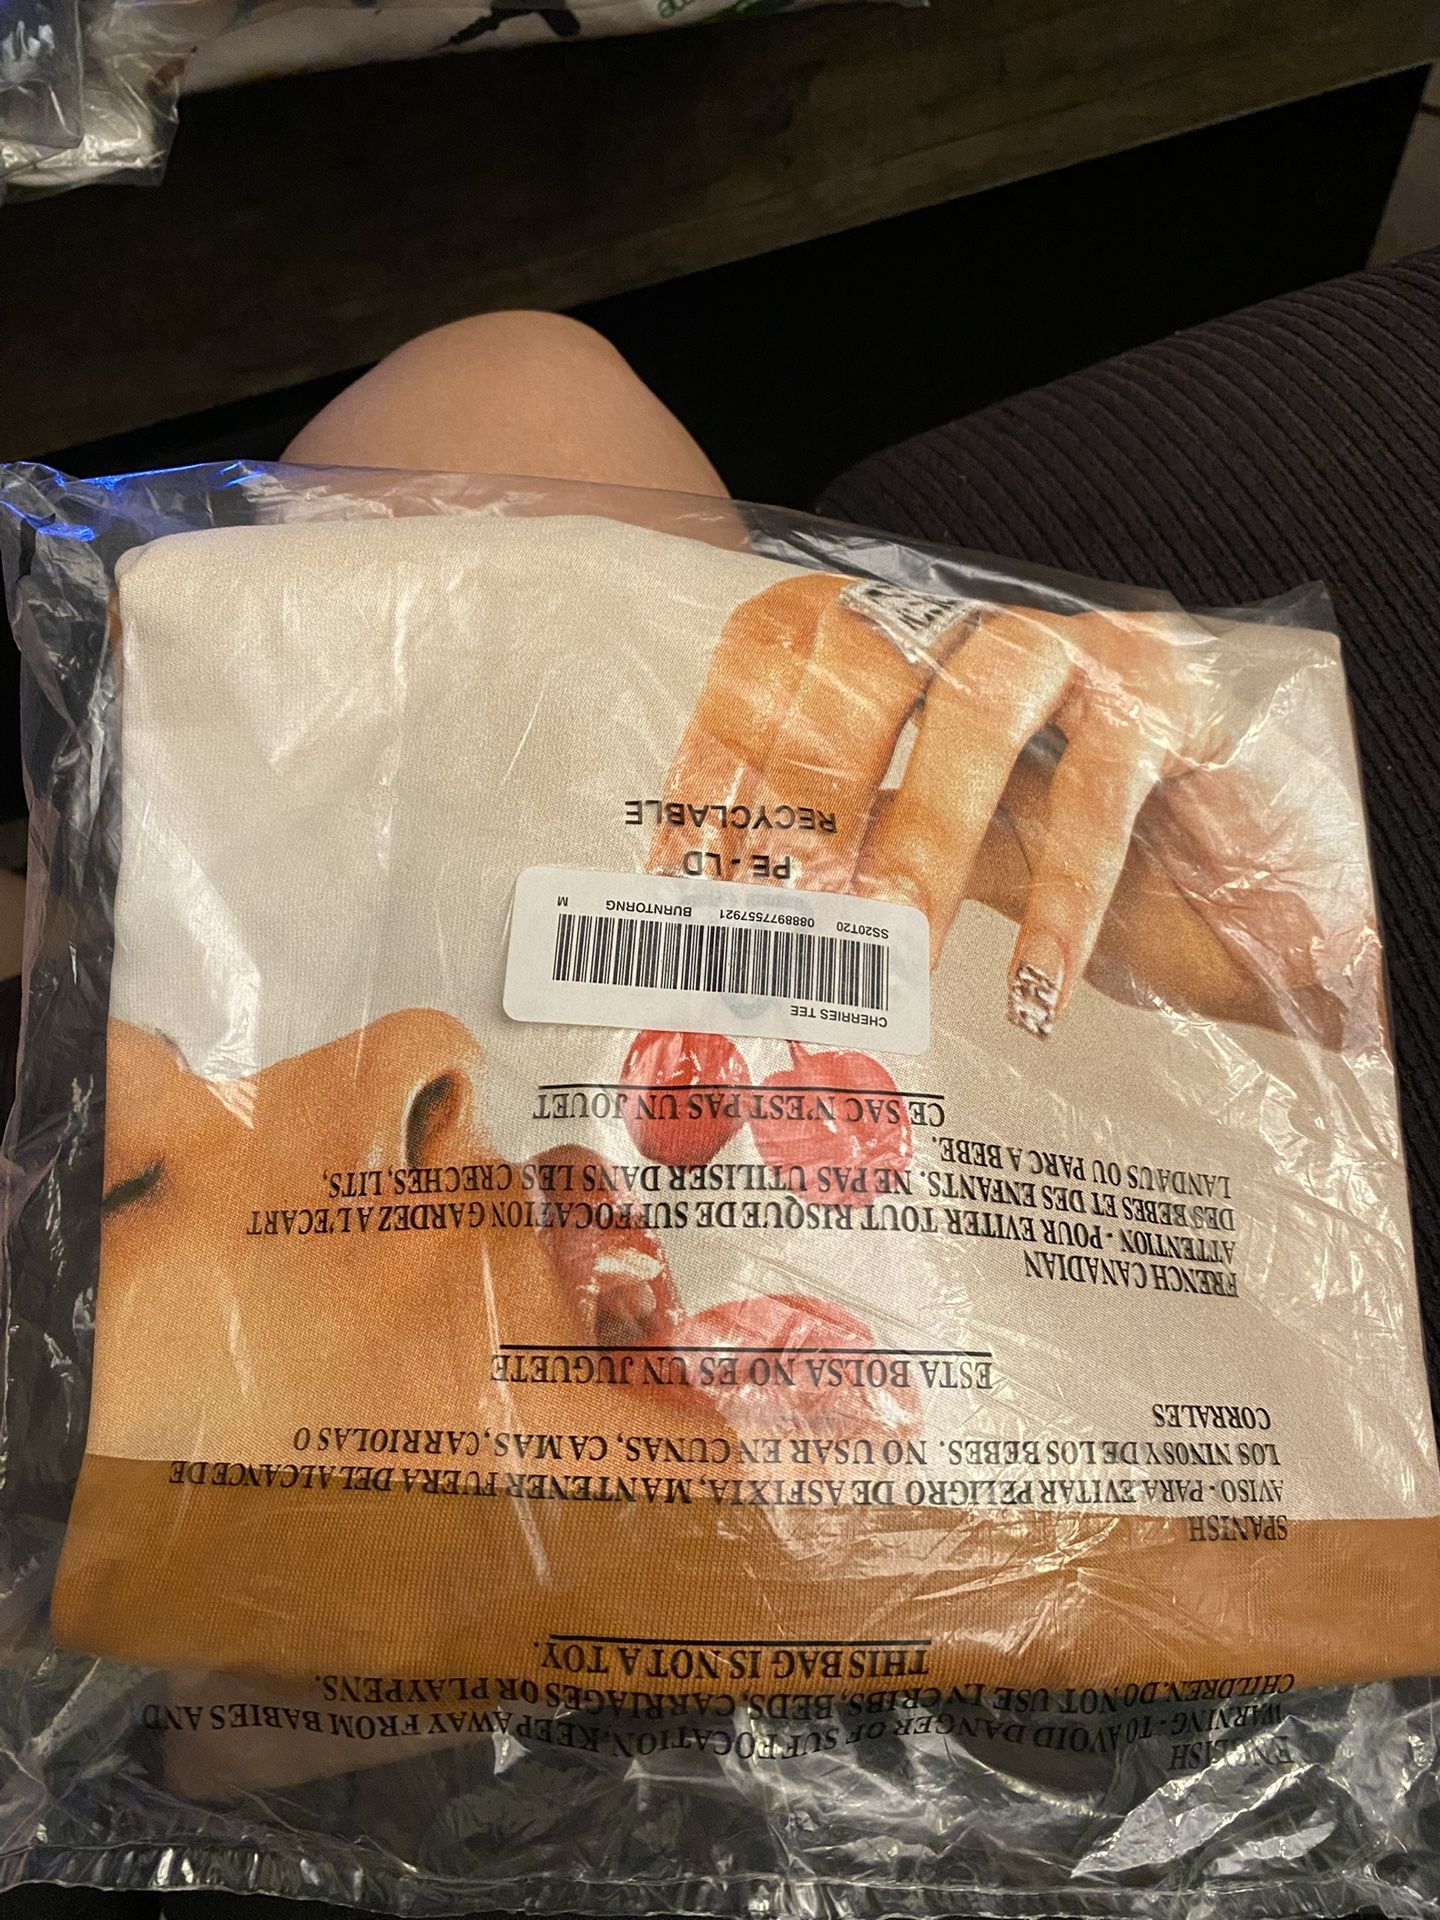 ENGLISH
WARNING - TO AVOID DANGER OF SUFFOCATION, KEEP AWAY FROM BABIES AND
CHILDREN. DO NOT USE IN CRIBS, BEDS, CARRIAGES OR PLAYPENS.
THIS BAG IS NOT A TOY.
SPANISH
AVISO - PARA EVITAR PELIGRO DE ASFIXIA, MANTENER FUERA DEL ALCANCE DE
LOS NINOS Y DE LOS BEBES. NO USAR EN CUNAS, CAMAS, CARRIOLAS O
CORRALES
ESTA BOLSA NO ES UN JUGUETE
FRENCH CANADIAN
ATTENTION - POUR EVITER TOUT RISQUE DE SUFFOCATION GARDEZ A L'ECART
DES BEBES ET DES ENFANTS. NE PAS UTILISER DANS LES CRECHES, LITS,
LANDAUS OU PARC A BEBE.
CE SAC N'EST PAS UN JOUET
CHERRIES TEE
SS20T20 0888977557921 BURNTORNG M
PE - LD
RECYCLABLE